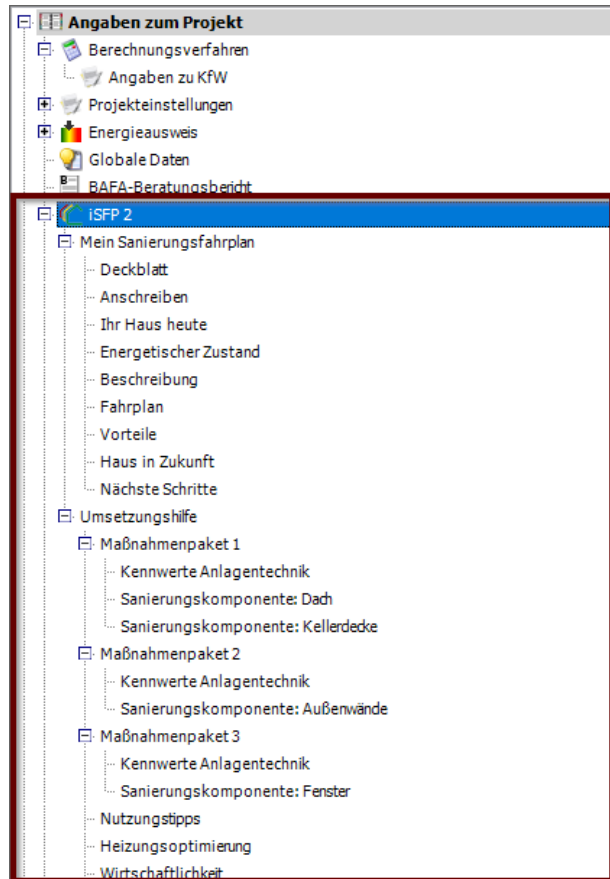 Angaben zum Projekt
Berechnungsverfahren
Angaben zu KfW
Projekteinstellungen
Energieausweis
Globale Daten
BAFA-Beratungsbericht
iSFP 2
Mein Sanierungsfahrplan
Deckblatt
Anschreiben
Ihr Haus heute
Energetischer Zustand
Beschreibung
Fahrplan
Vorteile
Haus in Zukunft
Nächste Schritte
Umsetzungshilfe
Maßnahmenpaket 1
Kennwerte Anlagentechnik
Sanierungskomponente: Dach
Sanierungskomponente: Kellerdecke
Maßnahmenpaket 2
Kennwerte Anlagentechnik
Sanierungskomponente: Außenwände
Maßnahmenpaket 3
Kennwerte Anlagentechnik
Sanierungskomponente: Fenster
Nutzungstipps
Heizungsoptimierung
Wirtschaftlichkeit